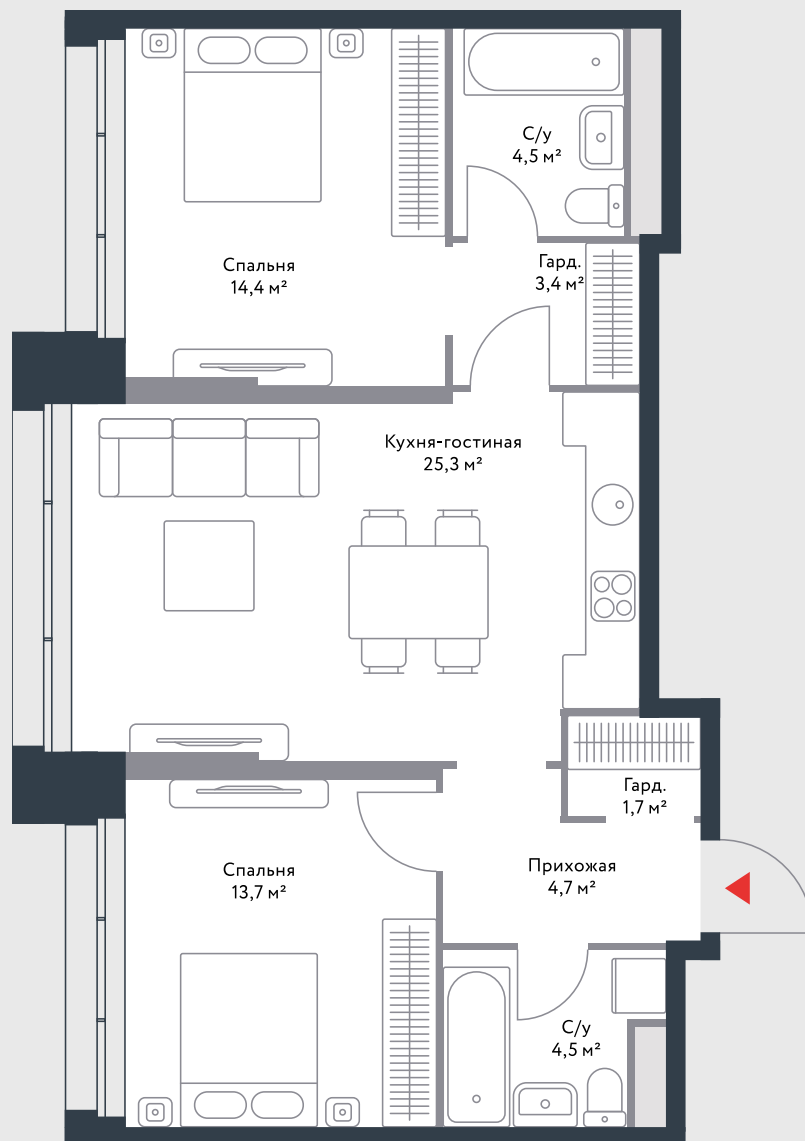 С/у
4,5 м²
Спальня
14,4 м²
Гард.
3,4 м²
Кухня-гостиная
25,3 м²
Гард.
1,7 м²
Спальня
13,7 м²
Прихожая
4,7 м²
С/у
4,5 м²